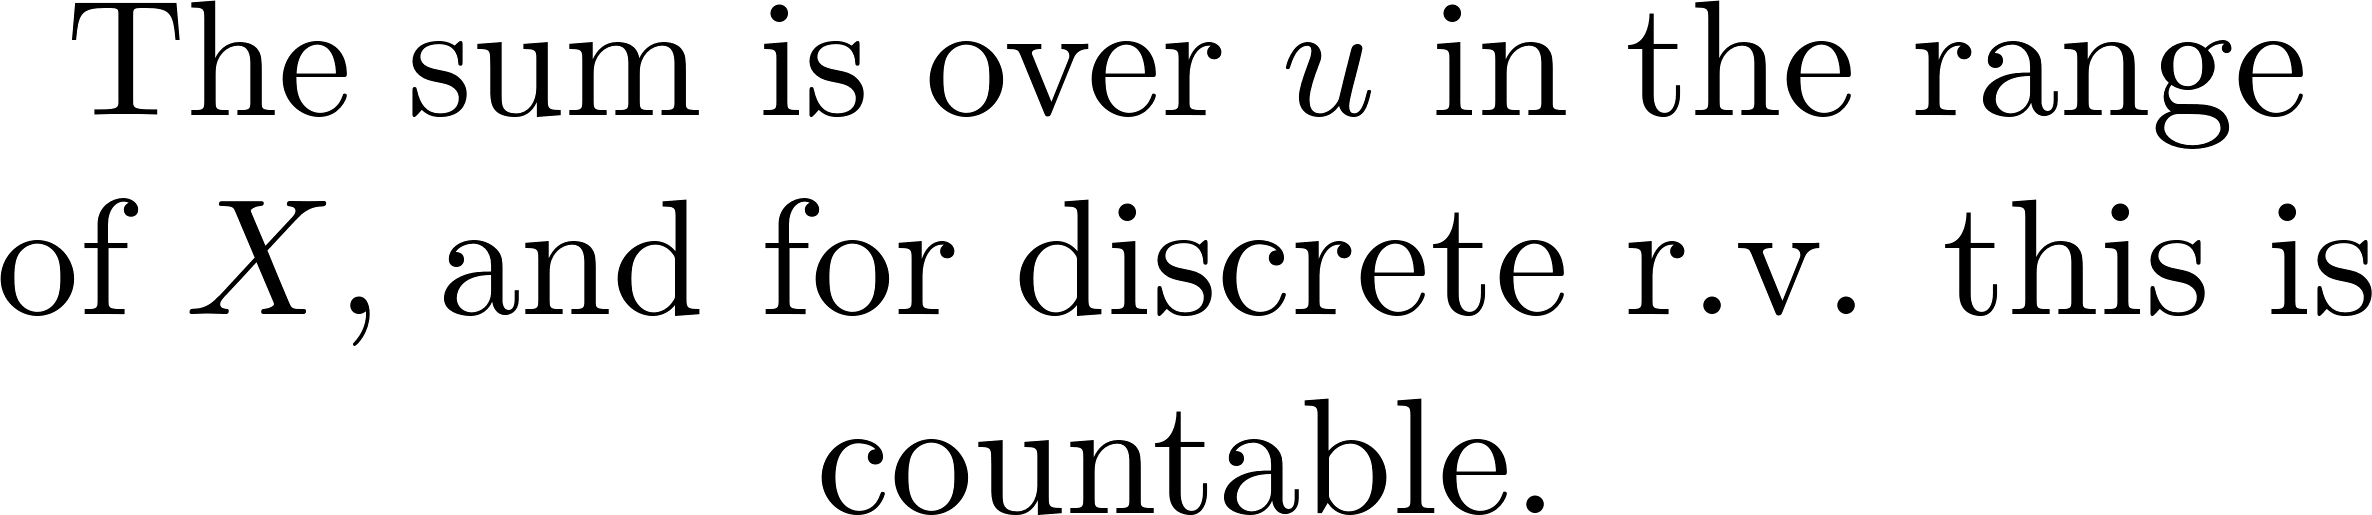 The sum is over u in the range
of X, and for discrete r.v. this is
countable.